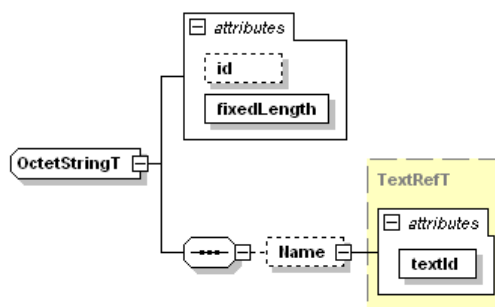 attributes
id
fixedLength
OctetStringT
TextRefT
attributes
Name
textId